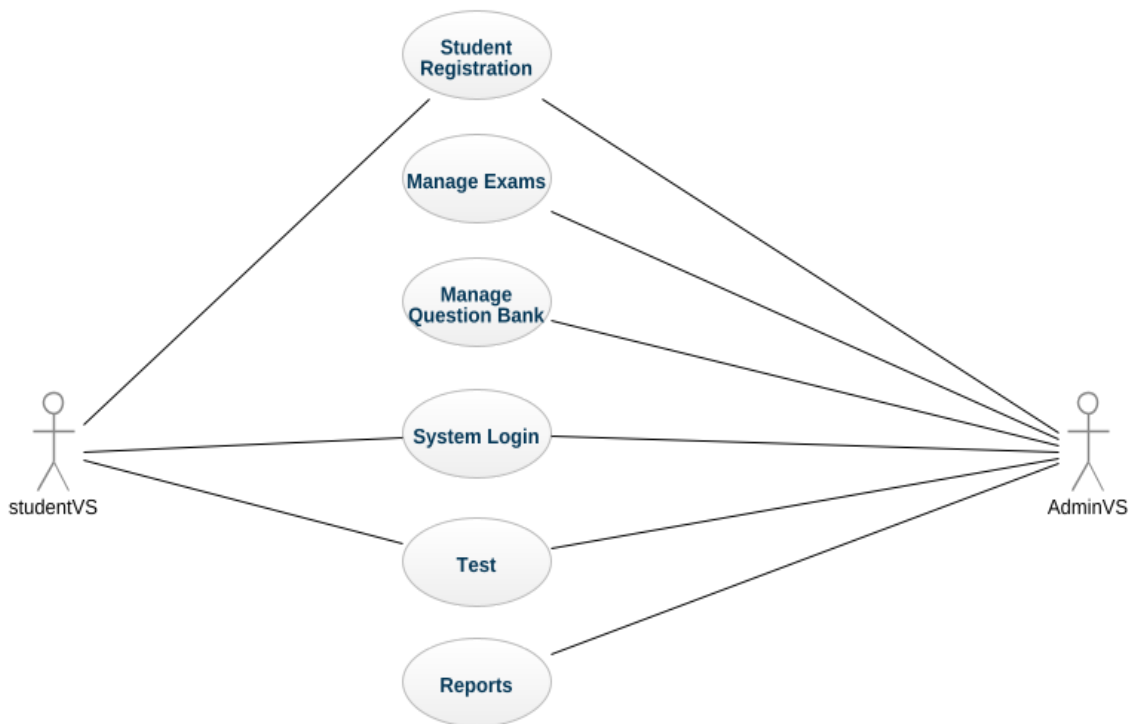 Student
Registration
Manage Exams
Manage
Question Bank
System Login
studentVS
AdminVS
Test
Reports